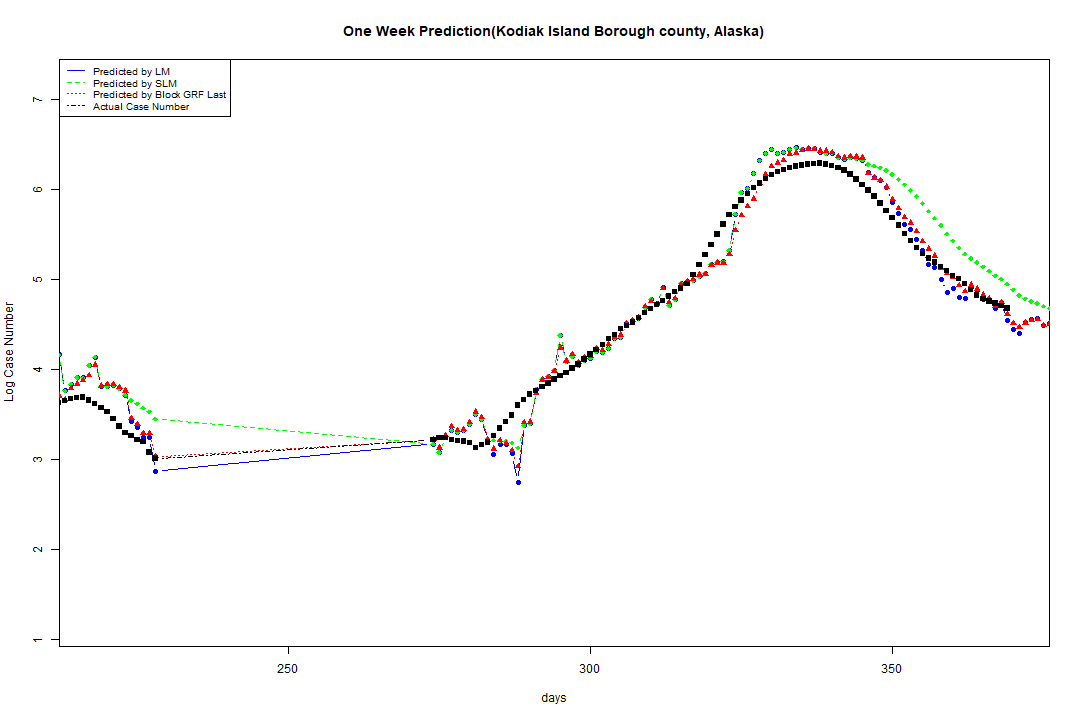 One Week Prediction(Kodiak Island Borough county, Alaska)
Predicted by LM
Predicted by SLM
Predicted by Block GRF Last
Actual Case Number
7
6
5
4
3
2
1
Log Case Number
250 300 350
days